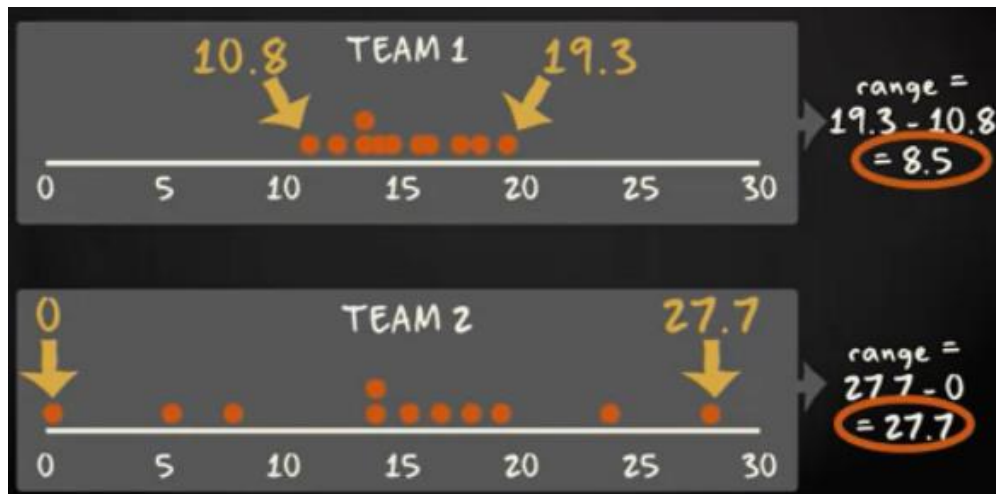 TEAM 1
10.8
19.3
0 5 10 15 20 25 30
range =
19.3 - 10.8
= 8.5
TEAM 2
0
27.7
0 5 10 15 20 25 30
range =
27.7 - 0
= 27.7